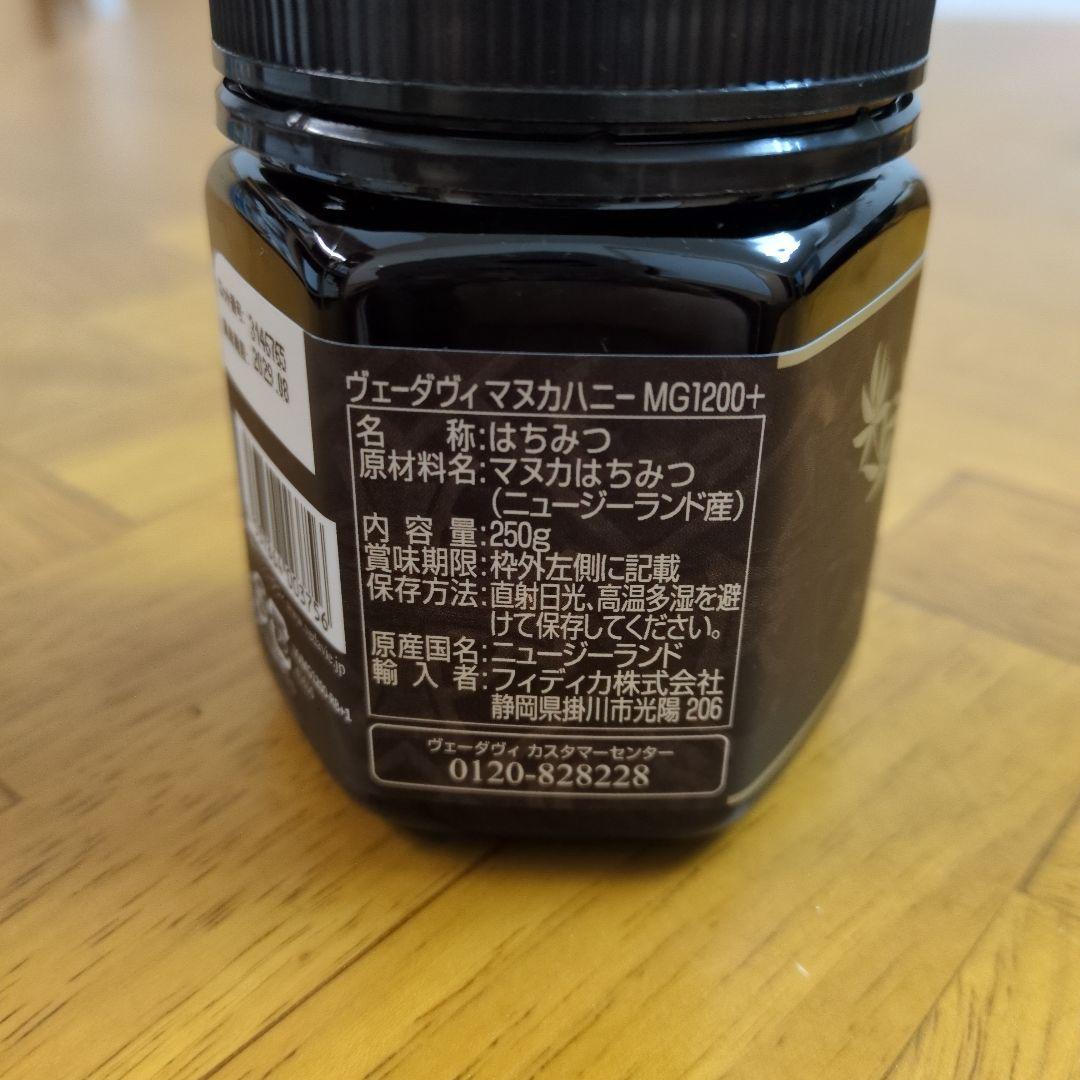 3146765
2029.08
ヴェーダヴィ マヌカハニー MG1200+
名称:はちみつ
原材料名:マヌカはちみつ
(ニュージーランド産)
内容量:250g
賞味期限:枠外左側に記載
保存方法:直射日光、高温多湿を避
けて保存してください。
原産国名:ニュージーランド
輸入者:フィディカ株式会社
静岡県掛川市光陽 206
ヴェーダヴィ カスタマーセンター
0120-828228